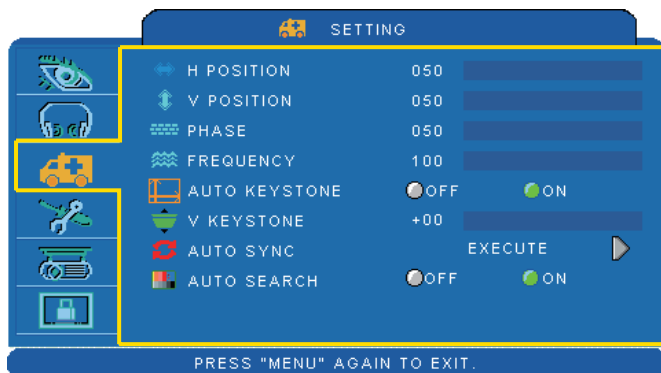 SETTING
H POSITION 050
V POSITION 050
PHASE 050
FREQUENCY 100
AUTO KEYSTONE OFF ON
V KEYSTONE +00
AUTO SYNC EXECUTE
AUTO SEARCH OFF ON
PRESS "MENU" AGAIN TO EXIT.